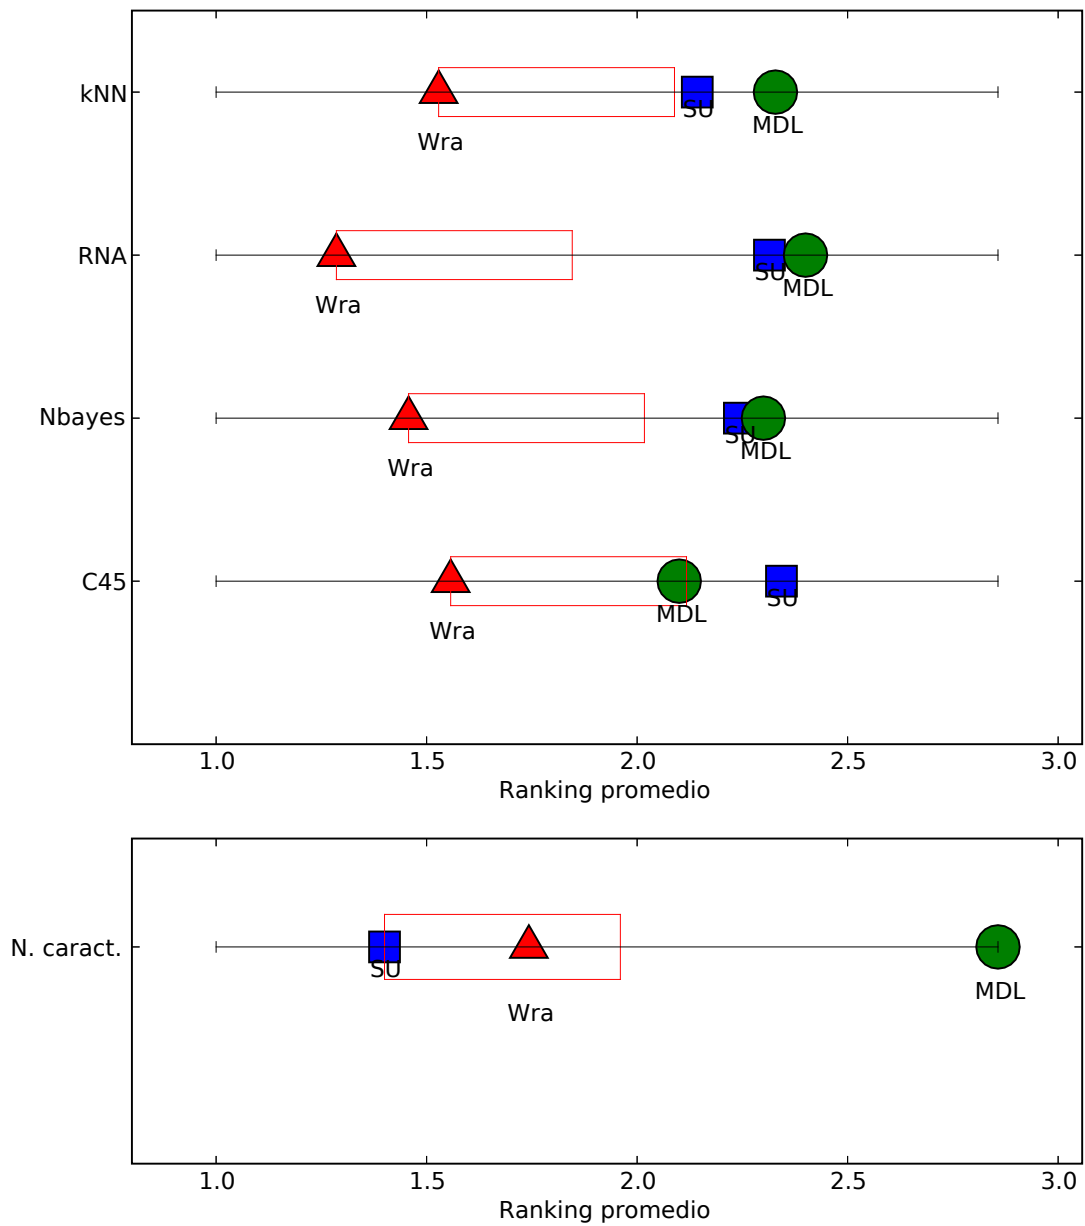 kNN
Wra
SU
MDL
RNA
Wra
SU
MDL
Nbayes
Wra
SU
MDL
C45
Wra
MDL
SU
1.0 1.5 2.0 2.5 3.0
Ranking promedio
N. caract.
SU
Wra
MDL
1.0 1.5 2.0 2.5 3.0
Ranking promedio